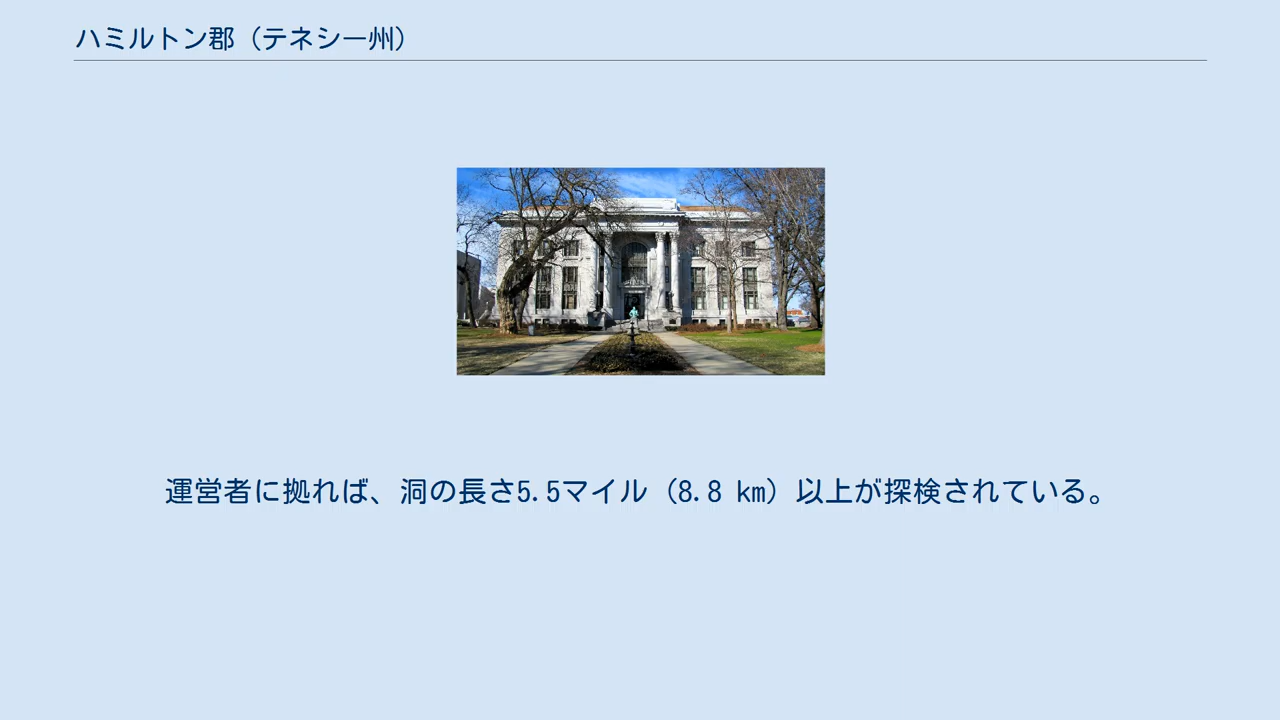 ハミルトン郡（テネシー州）
運営者に拠れば、洞の長さ5.5マイル（8.8 km）以上が探検されている。